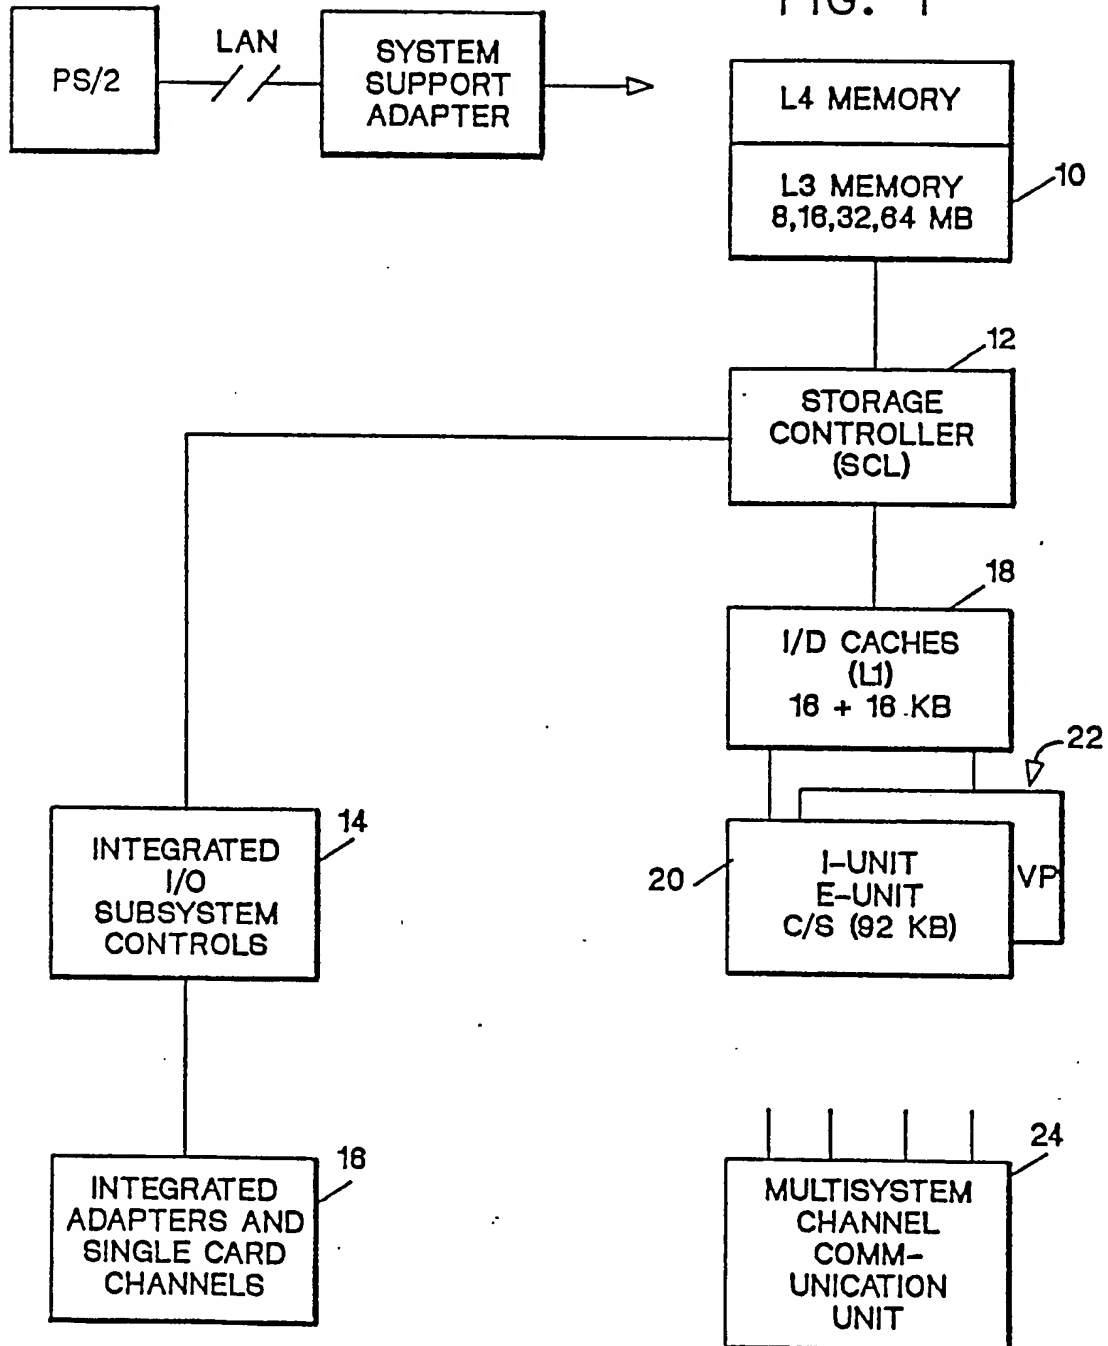 FIG. 1
PS/2
LAN
SYSTEM
SUPPORT
ADAPTER
L4 MEMORY
L3 MEMORY
8,16,32,64 MB
10
12
STORAGE
CONTROLLER
(SCL)
18
I/D CACHES
(L1)
16 + 16 KB
22
14
INTEGRATED
I/O
SUBSYSTEM
CONTROLS
20
I-UNIT
E-UNIT
C/S (92 KB)
VP
16
INTEGRATED
ADAPTERS AND
SINGLE CARD
CHANNELS
24
MULTISYSTEM
CHANNEL
COMM-
UNICATION
UNIT